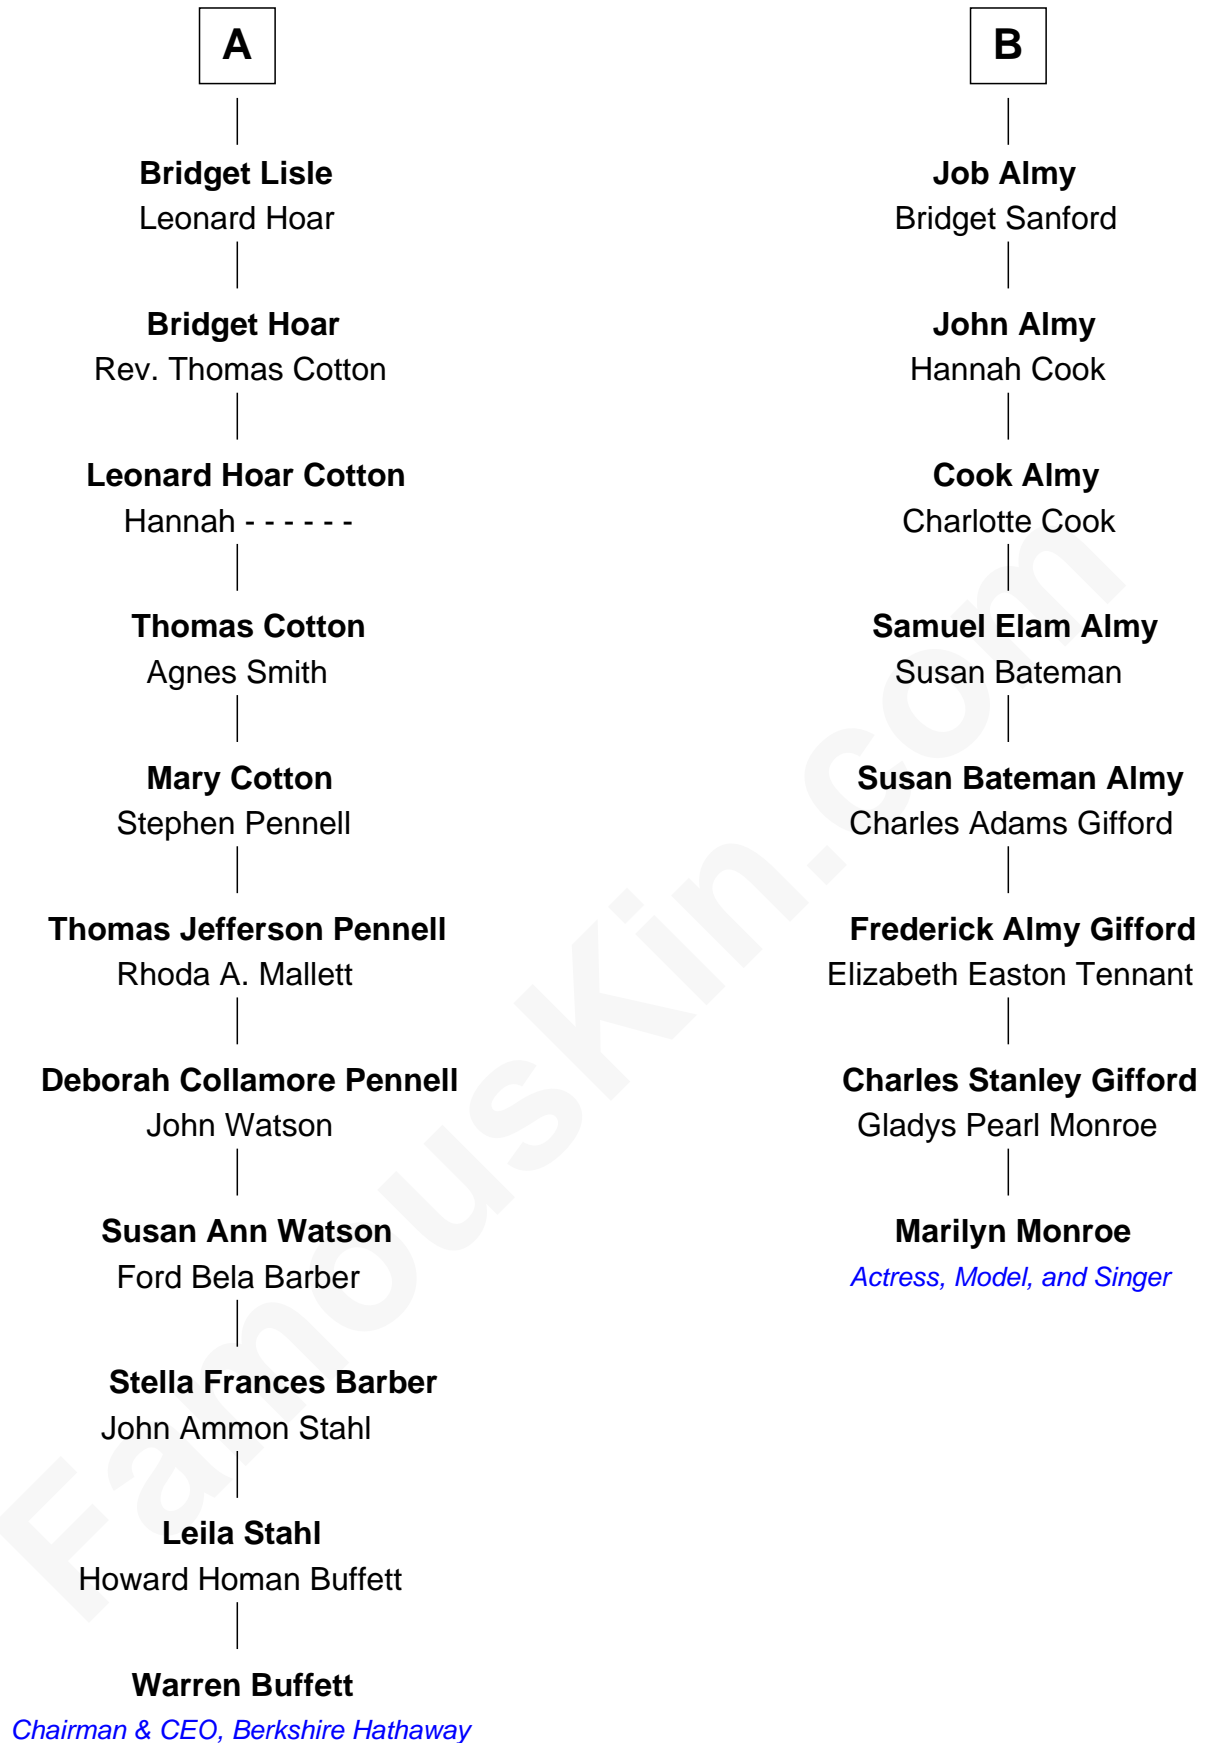 A
Bridget Lisle
Leonard Hoar
Bridget Hoar
Rev. Thomas Cotton
Leonard Hoar Cotton
Hannah - - - - - -
Thomas Cotton
Agnes Smith
Mary Cotton
Stephen Pennell
Thomas Jefferson Pennell
Rhoda A. Mallett
Deborah Collamore Pennell
John Watson
Susan Ann Watson
Ford Bela Barber
Stella Frances Barber
John Ammon Stahl
Leila Stahl
Howard Homan Buffett
Warren Buffett
Chairman & CEO, Berkshire Hathaway
B
Job Almy
Bridget Sanford
John Almy
Hannah Cook
Cook Almy
Charlotte Cook
Samuel Elam Almy
Susan Bateman
Susan Bateman Almy
Charles Adams Gifford
Frederick Almy Gifford
Elizabeth Easton Tennant
Charles Stanley Gifford
Gladys Pearl Monroe
Marilyn Monroe
Actress, Model, and Singer
FamousKin.com